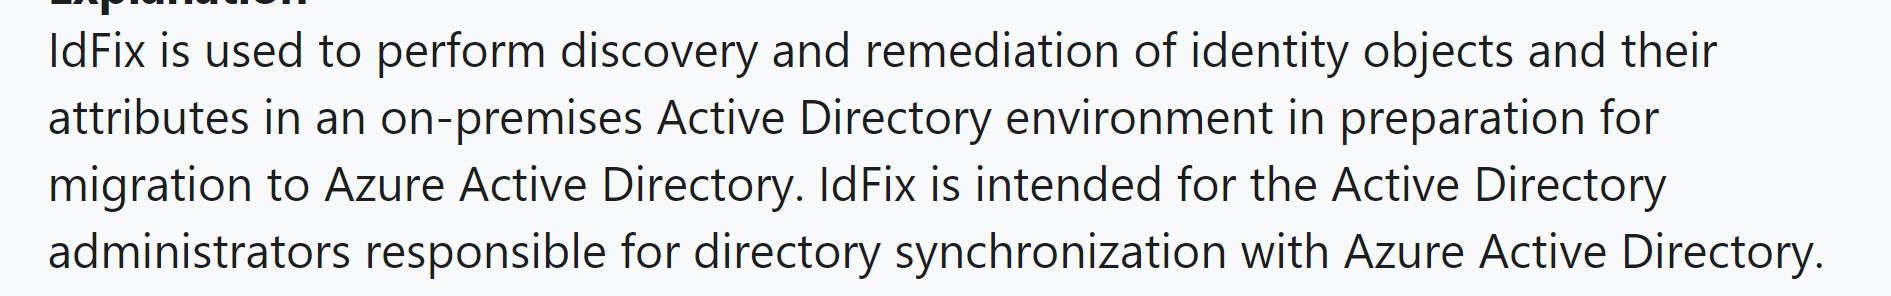 Explanation
IdFix is used to perform discovery and remediation of identity objects and their
attributes in an on-premises Active Directory environment in preparation for
migration to Azure Active Directory. IdFix is intended for the Active Directory
administrators responsible for directory synchronization with Azure Active Directory.